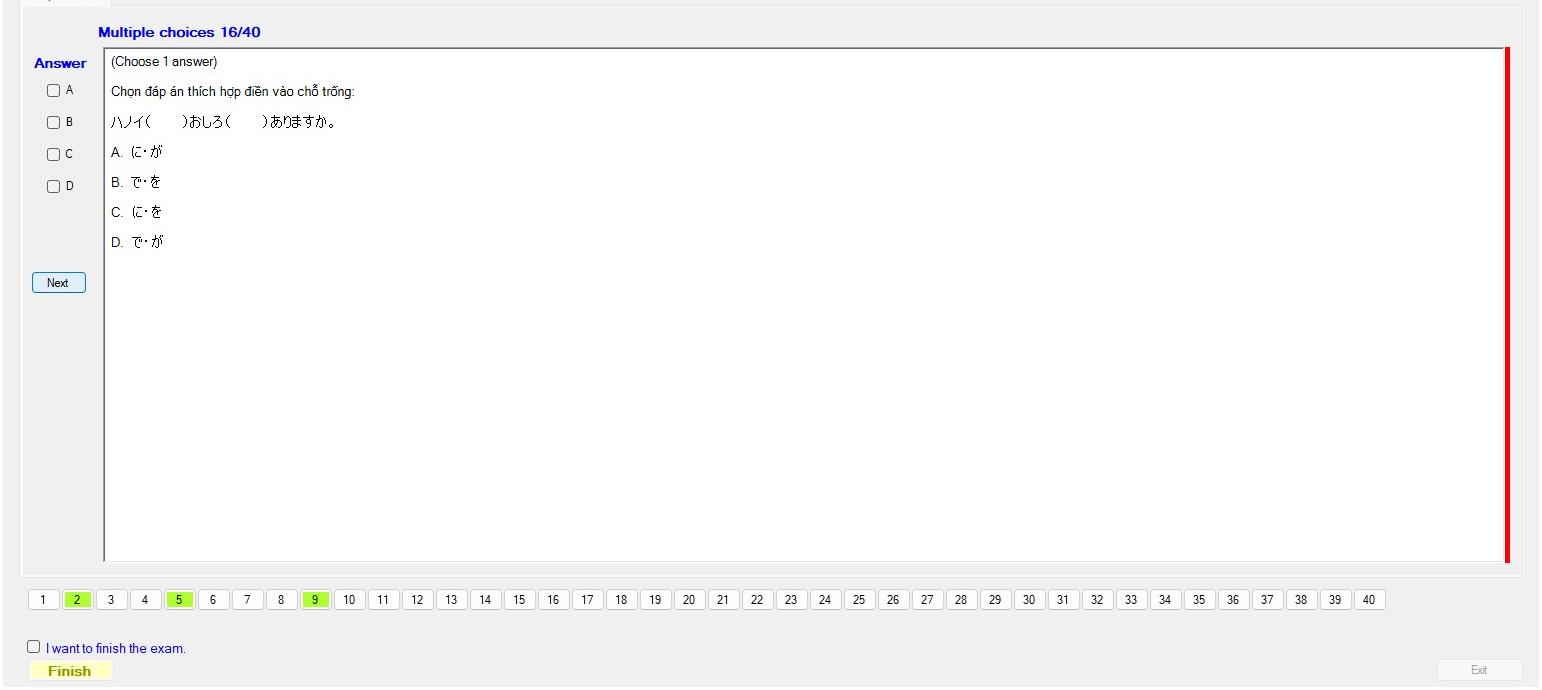 Multiple choices 16/40
Answer
A
B
C
D
Next
(Choose 1 answer)
Chọn đáp án thích hợp điền vào chỗ trống:
ハノイ(　　)おしろ(　　)ありますか。
A. に・が
B. で・を
C. に・を
D. で・が
1 2 3 4 5 6 7 8 9 10 11 12 13 14 15 16 17 18 19 20 21 22 23 24 25 26 27 28 29 30 31 32 33 34 35 36 37 38 39 40
I want to finish the exam.
Finish
Exit